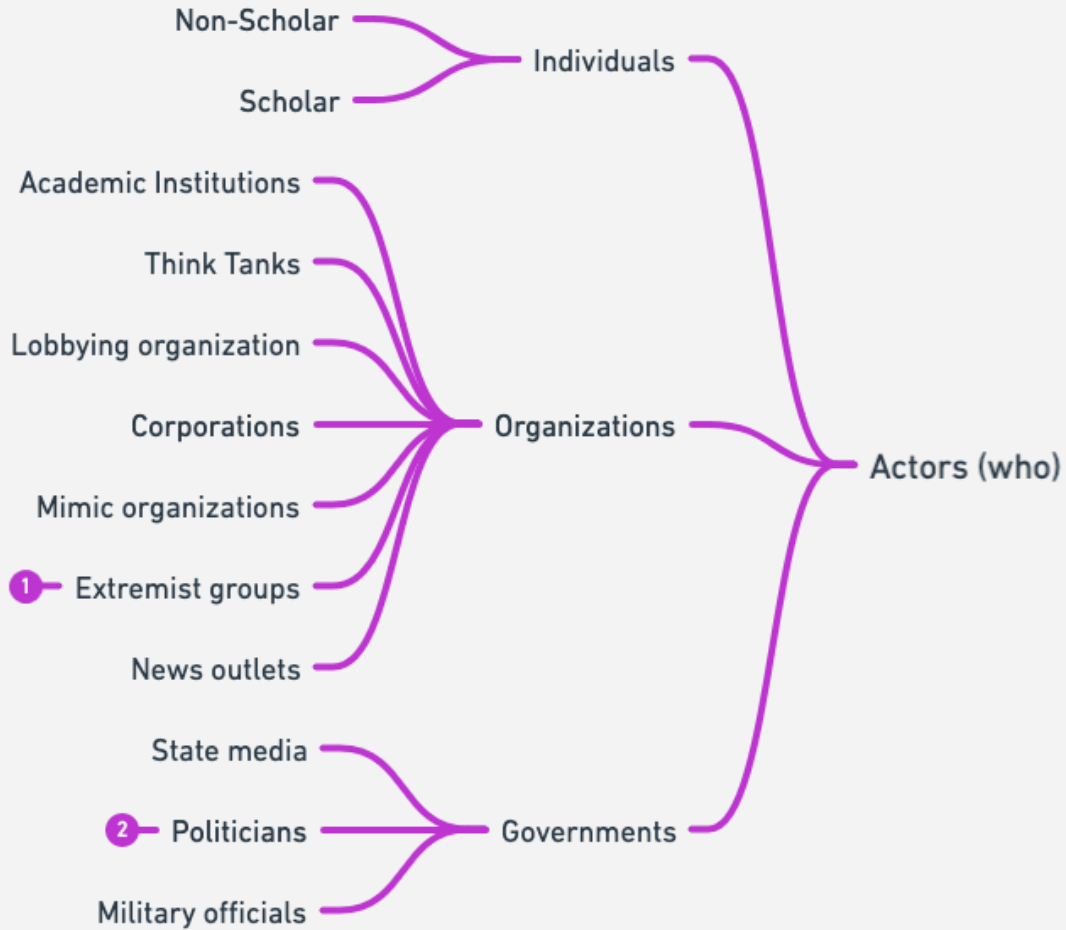 Non-Scholar
Individuals
Scholar
Academic Institutions
Think Tanks
Lobbying organization
Corporations
Organizations
Actors (who)
Mimic organizations
1
Extremist groups
News outlets
State media
2
Politicians
Governments
Military officials